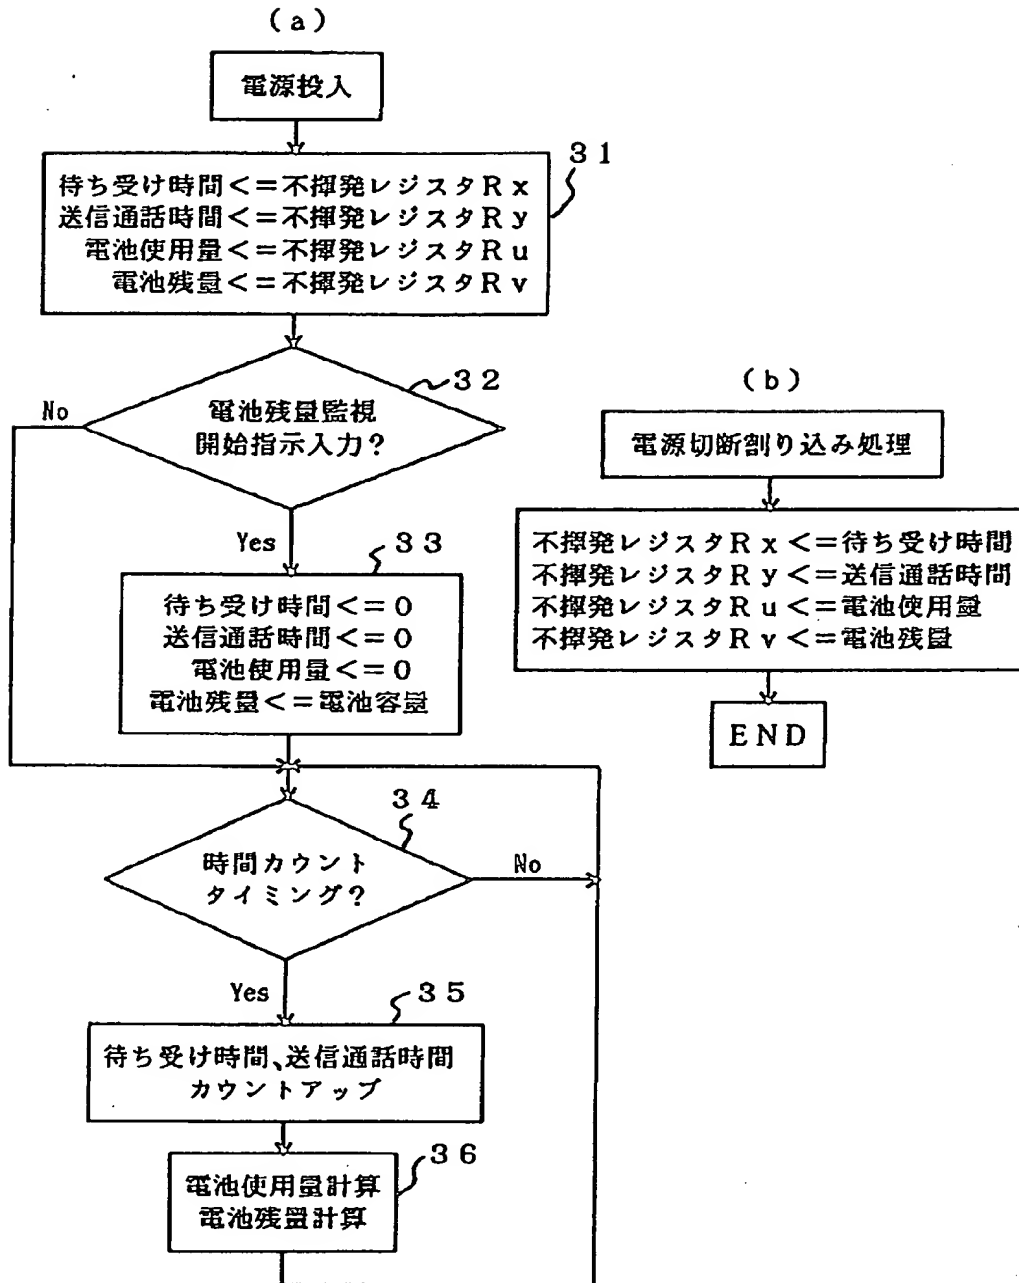 (a)
電源投入
31
待ち受け時間<=不揮発レジスタRx
送信通話時間<=不揮発レジスタRy
電池使用量<=不揮発レジスタRu
電池残量<=不揮発レジスタRv
32
電池残量監視
開始指示入力?
No
Yes
33
待ち受け時間<=0
送信通話時間<=0
電池使用量<=0
電池残量<=電池容量
34
時間カウント
タイミング?
No
Yes
35
待ち受け時間、送信通話時間
カウントアップ
36
電池使用量計算
電池残量計算
(b)
電源切断割り込み処理
不揮発レジスタRx<=待ち受け時間
不揮発レジスタRy<=送信通話時間
不揮発レジスタRu<=電池使用量
不揮発レジスタRv<=電池残量
END